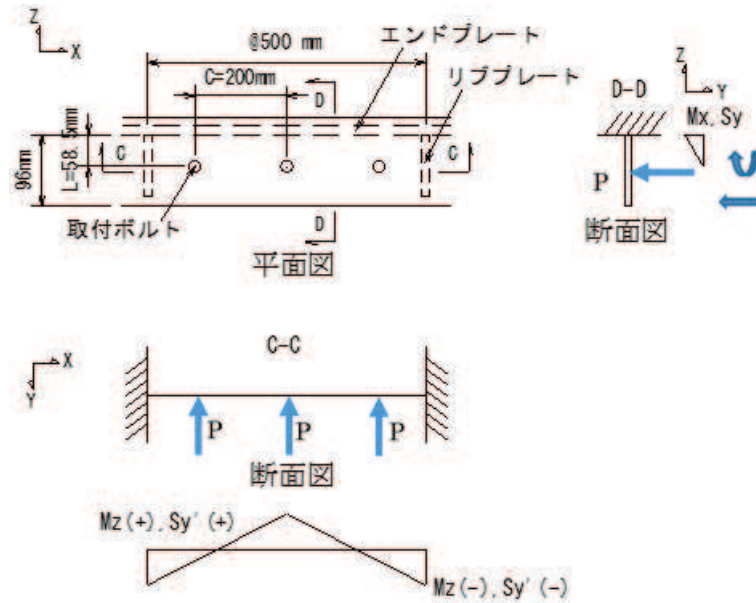 Z
X
@500 mm
エンドプレート
C=200mm
リブプレート
D
C
C
96mm
L=58.5mm
取付ボルト
D
平面図
D-D
Z
Y
Mx. Sy
P
断面図
X
Y
C-C
P
P
P
断面図
Mz(+). Sy'(+)
Mz(-). Sy'(-)